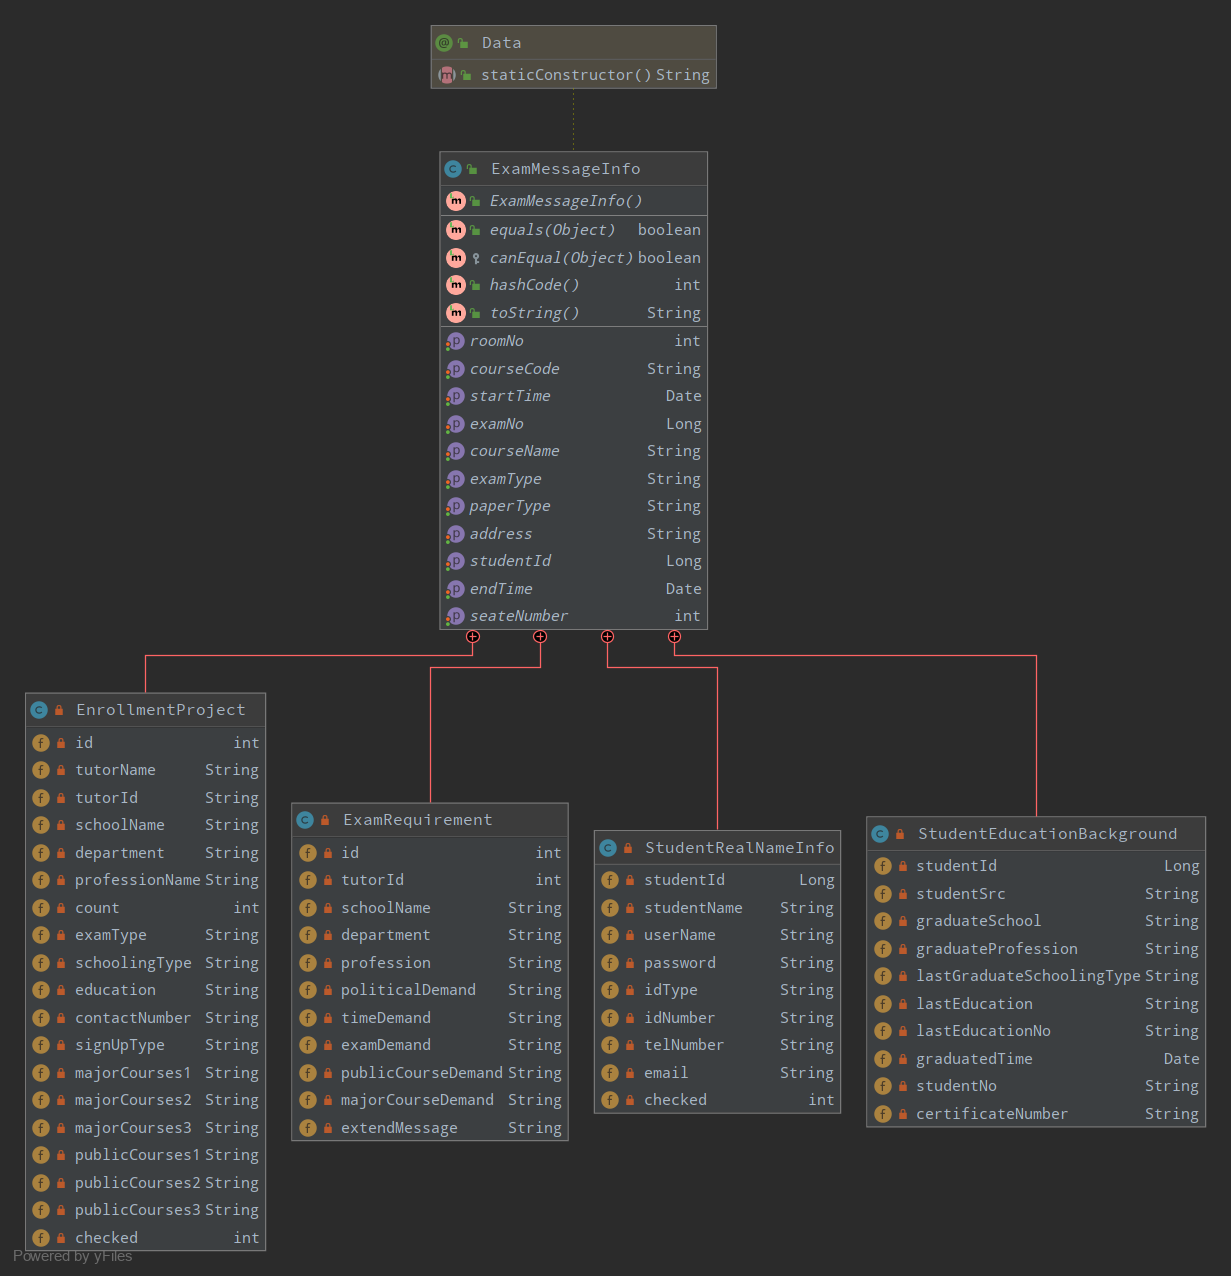 Data
staticConstructor() String
ExamMessageInfo
ExamMessageInfo()
equals(Object) boolean
canEqual(Object) boolean
hashCode() int
toString() String
roomNo int
courseCode String
startTime Date
examNo Long
courseName String
examType String
paperType String
address String
studentId Long
endTime Date
seateNumber int
EnrollmentProject
id int
tutorName String
tutorId String
schoolName String
department String
professionName String
count int
examType String
schoolingType String
education String
contactNumber String
signUpType String
majorCourses1 String
majorCourses2 String
majorCourses3 String
publicCourses1 String
publicCourses2 String
publicCourses3 String
checked int
ExamRequirement
id int
tutorId int
schoolName String
department String
profession String
politicalDemand String
timeDemand String
examDemand String
publicCourseDemand String
majorCourseDemand String
extendMessage String
StudentRealNameInfo
studentId Long
studentName String
userName String
password String
idType String
idNumber String
telNumber String
email String
checked int
StudentEducationBackground
studentId Long
studentSrc String
graduateSchool String
graduateProfession String
lastGraduateSchoolingType String
lastEducation String
lastEducationNo String
graduatedTime Date
studentNo String
certificateNumber String
Powered by yFiles